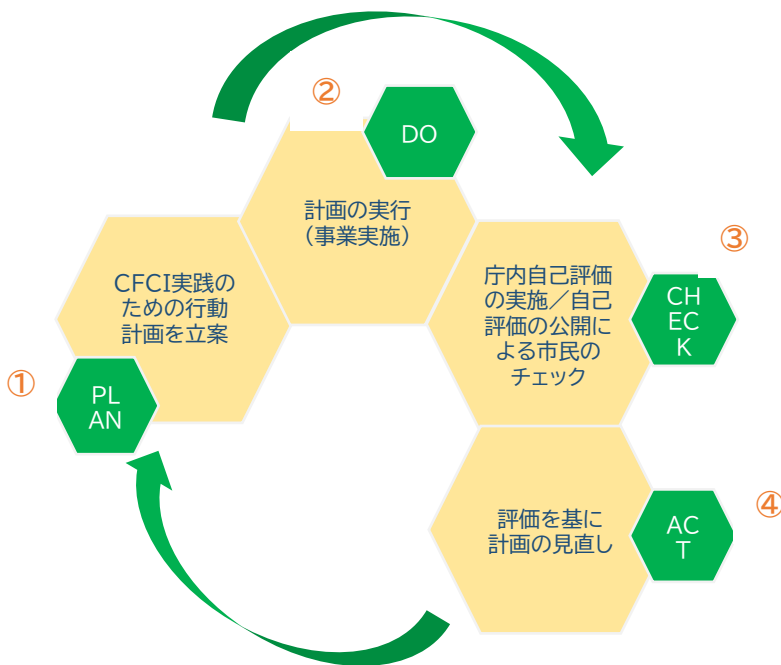 ①
PL
AN
CFCI実践の
ための行動
計画を立案
②
DO
計画の実行
（事業実施）
③
CH
EC
K
庁内自己評価
の実施／自己
評価の公開に
よる市民の
チェック
④
AC
T
評価を基に
計画の見直し